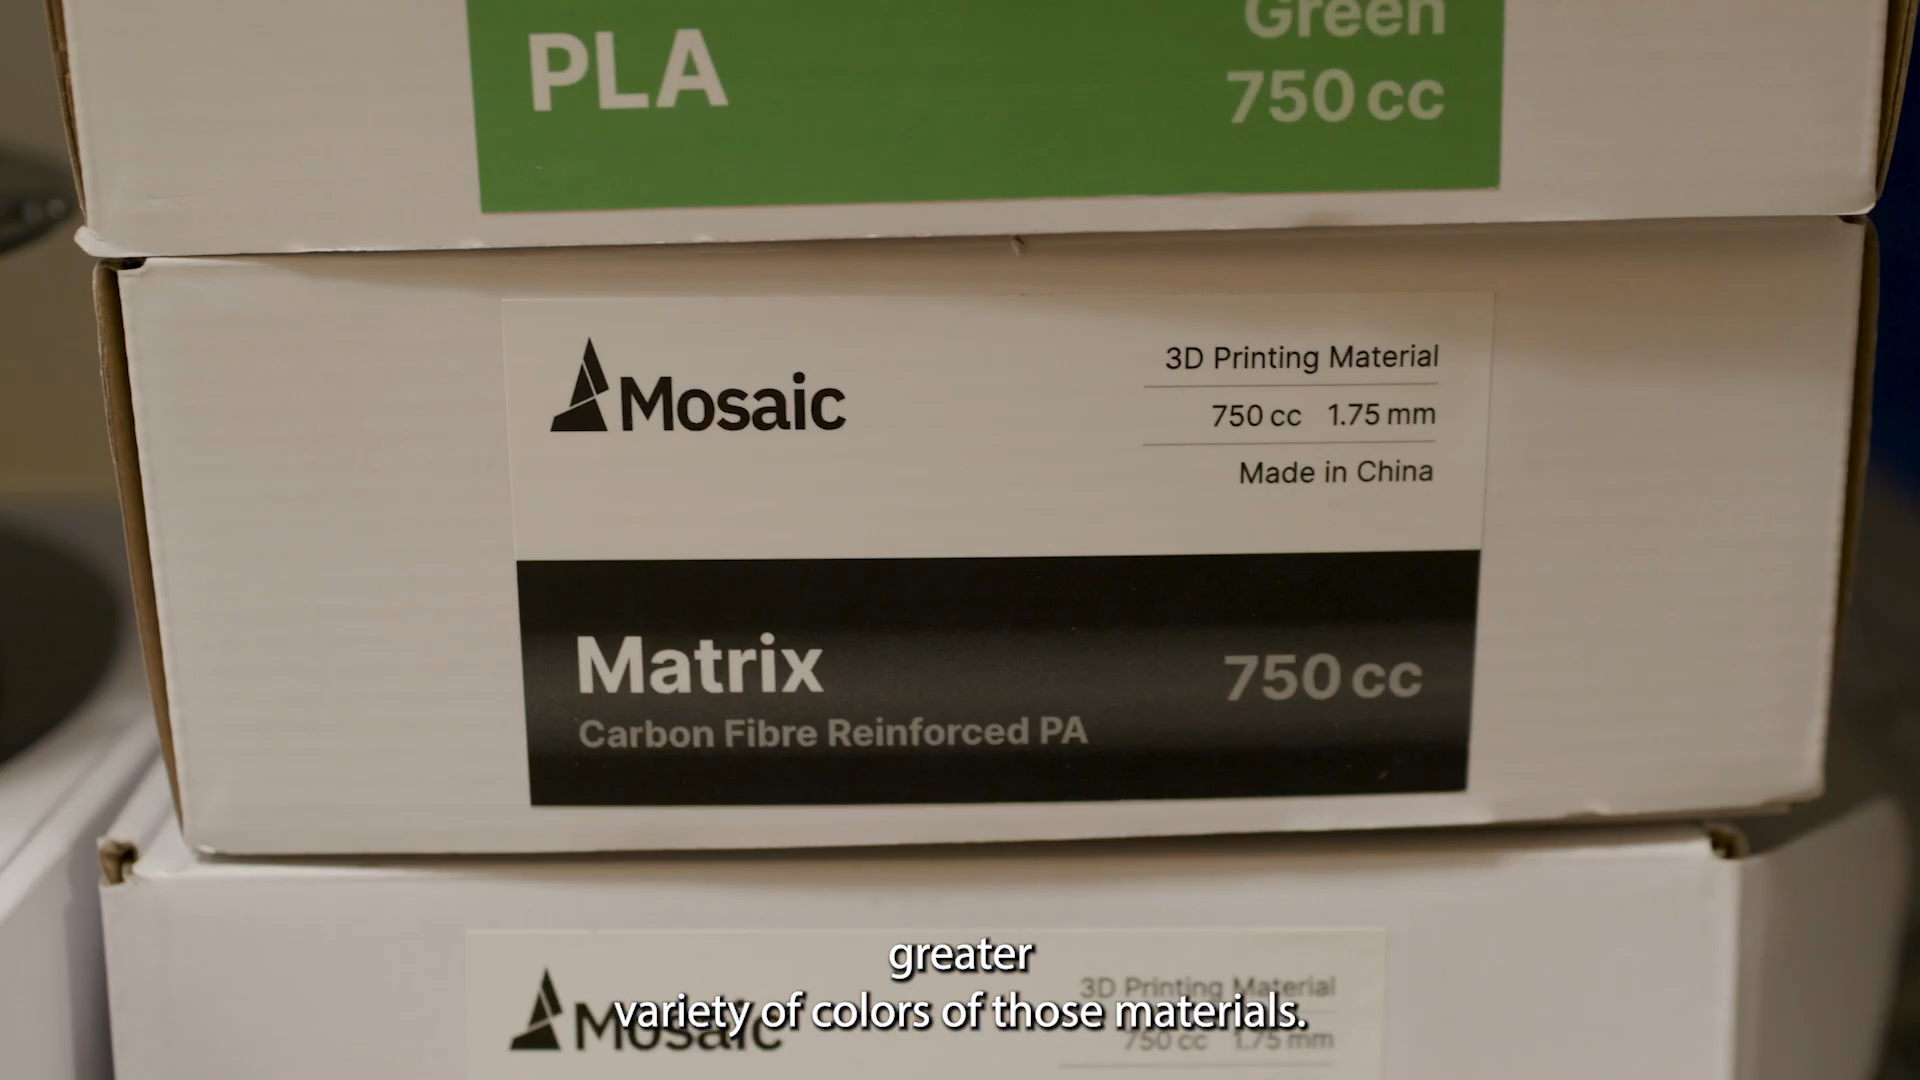 PLA
Green
750 cc
Mosaic
3D Printing Material
750 cc 1.75 mm
Made in China
Matrix
750 cc
Carbon Fibre Reinforced PA
Mosaic
3D Printing Material
750 cc 1.75 mm
greater
variety of colors of those materials.